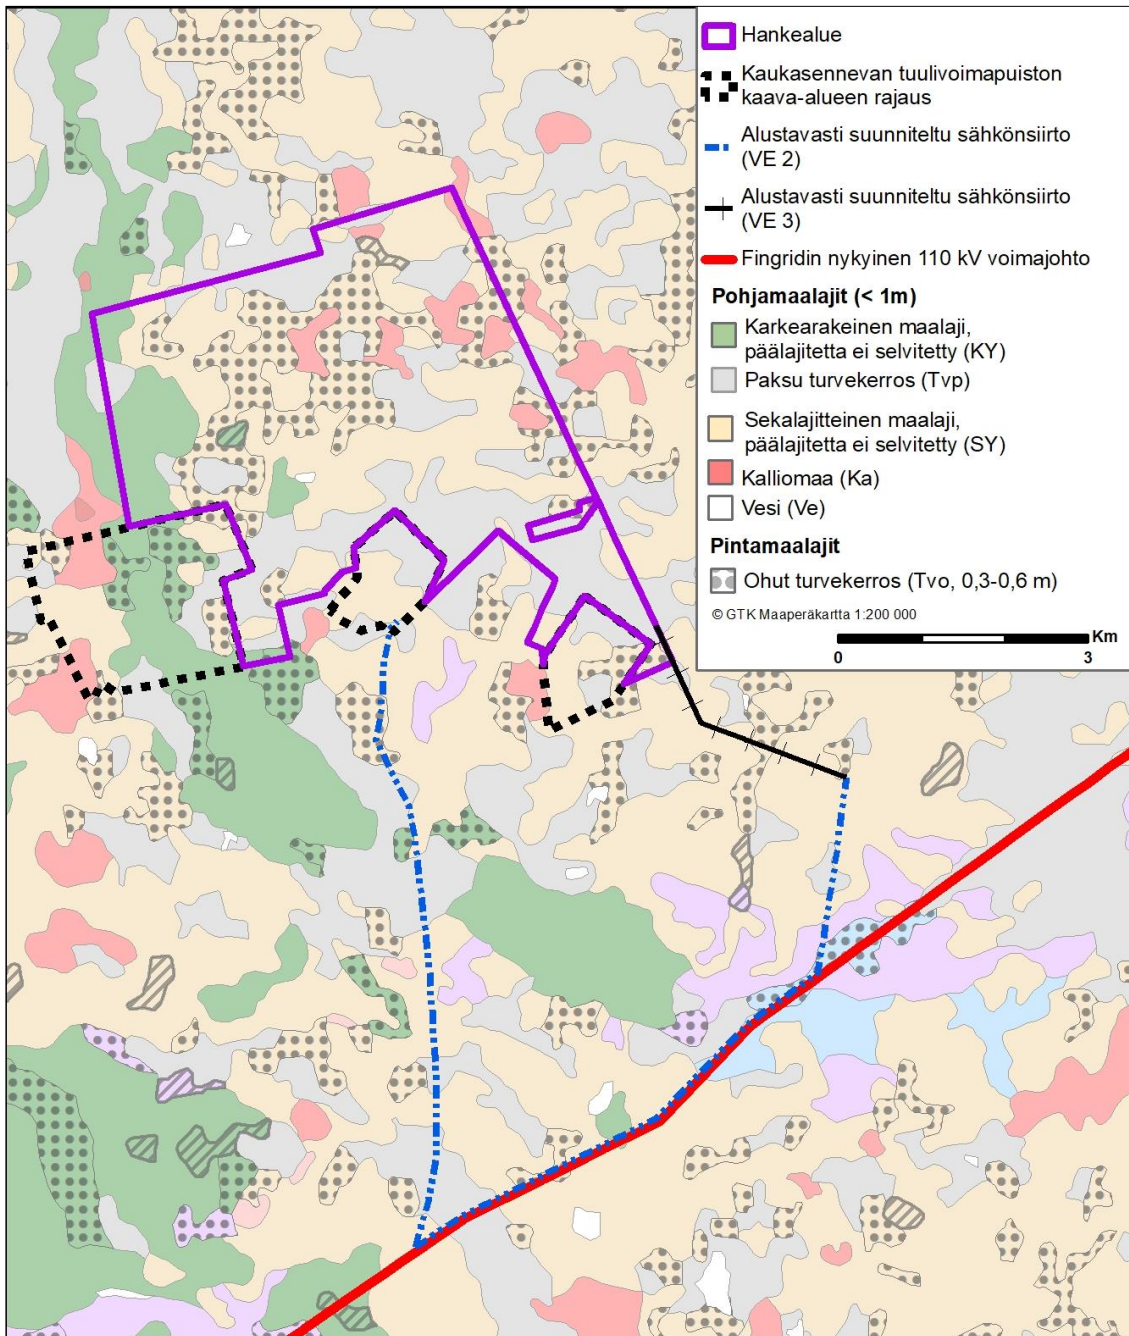 Hankealue
Kaukasennevan tuulivoimapuiston
kaava-alueen rajaus
Alustavasti suunniteltu sähkönsiirto
(VE 2)
Alustavasti suunniteltu sähkönsiirto
(VE 3)
Fingridin nykyinen 110 kV voimajohto
Pohjamaalajit (< 1m)
Karkearakeinen maalaji,
päälajitetta ei selvitetty (KY)
Paksu turvekerros (Tvp)
Sekalajitteinen maalaji,
päälajitetta ei selvitetty (SY)
Kalliomaa (Ka)
Vesi (Ve)
Pintamaalajit
Ohut turvekerros (Tvo, 0,3-0,6 m)
© GTK Maaperäkartta 1:200 000
Km
0 3